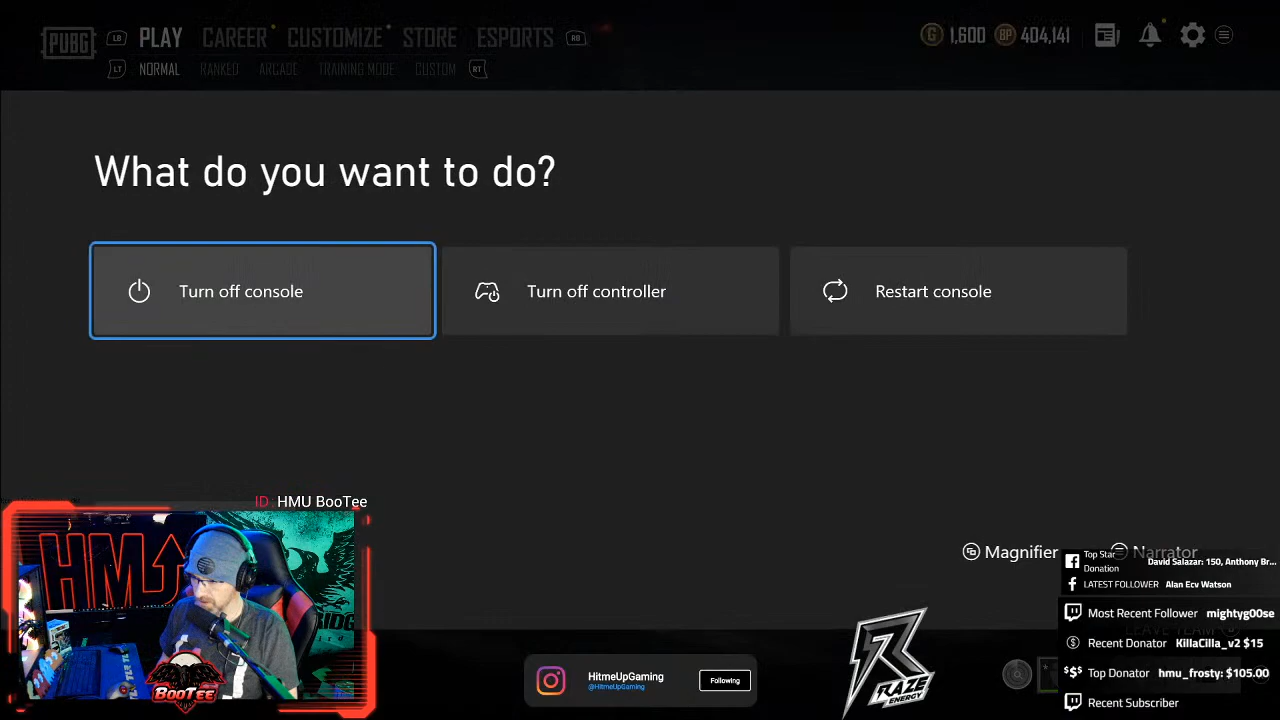 PUBG LB PLAY CAREER CUSTOMIZE STORE ESPORTS RB G 1,600 BP 404,141
LT NORMAL RANKED ARCADE TRAINING MODE CUSTOM RT
What do you want to do?
Turn off console
Turn off controller
Restart console
ID HMU BooTee
HM
BOOTEE
Magnifier
Narrator
Top Star Donation
David Salazar: 150, Anthony Br...
LATEST FOLLOWER Alan Ecv Watson
Most Recent Follower mightyg00se
Recent Donator KillaCilla_v2 $15
Top Donator hmu_frosty: $105.00
Recent Subscriber
HitmeUpGaming
@HitmeUpGaming
Following
RAZE
ENERGY